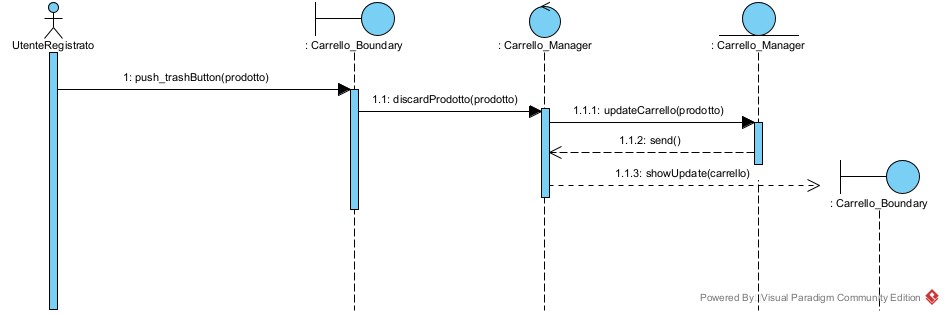 UtenteRegistrato
: Carrello_Boundary
: Carrello_Manager
: Carrello_Manager
1: push_trashButton(prodotto)
1.1: discardProdotto(prodotto)
1.1.1: updateCarrello(prodotto)
1.1.2: send()
1.1.3: showUpdate(carrello)
: Carrello_Boundary
Powered By Visual Paradigm Community Edition